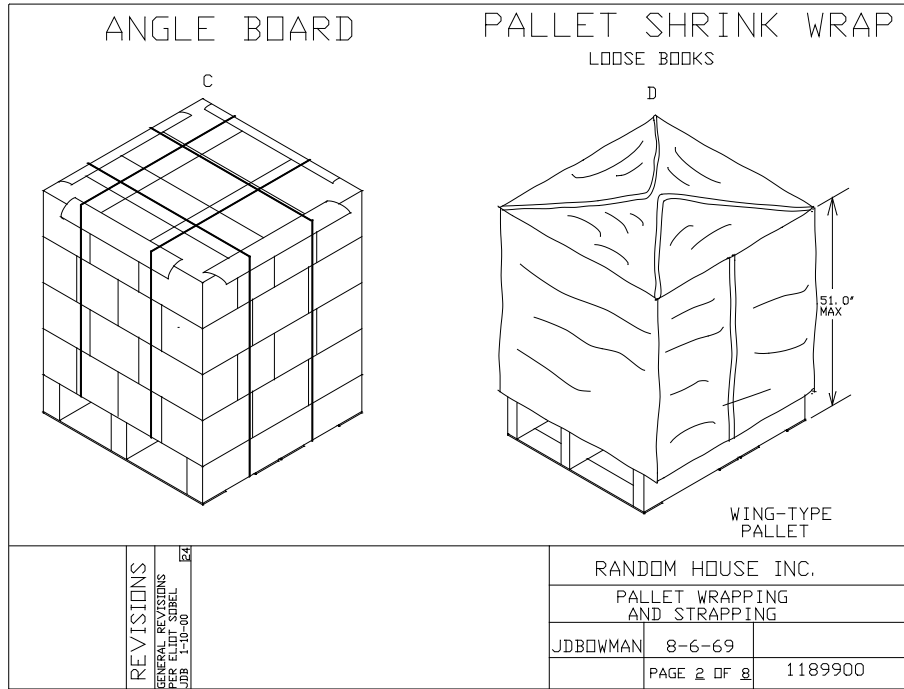 ANGLE BOARD
C
PALLET SHRINK WRAP
LOOSE BOOKS
D
51.0"
MAX
WING-TYPE
PALLET
REVISIONS
GENERAL REVISIONS
PER ELIOT SOBEL
JDB 1-10-00
24
RANDOM HOUSE INC.
PALLET WRAPPING
AND STRAPPING
JDBOWMAN
8-6-69
PAGE 2 OF 8
1189900